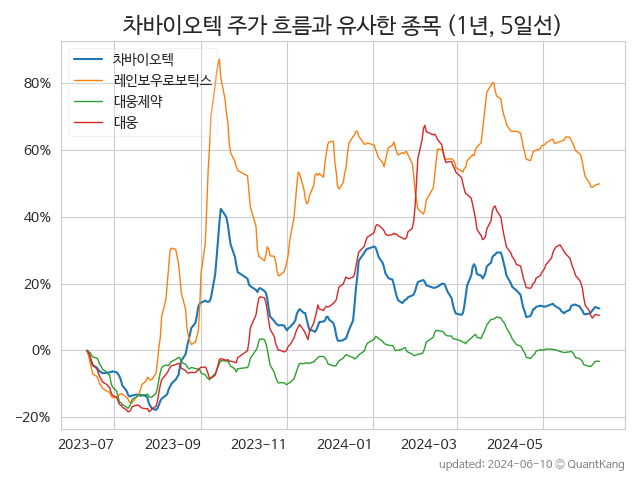 차바이오텍 주가 흐름과 유사한 종목 (1년, 5일선)
차바이오텍
레인보우로보틱스
대웅제약
대웅
80%
60%
40%
20%
0%
−20%
2023-07
2023-09
2023-11
2024-01
2024-03
2024-05
updated: 2024-06-10 © QuantKang